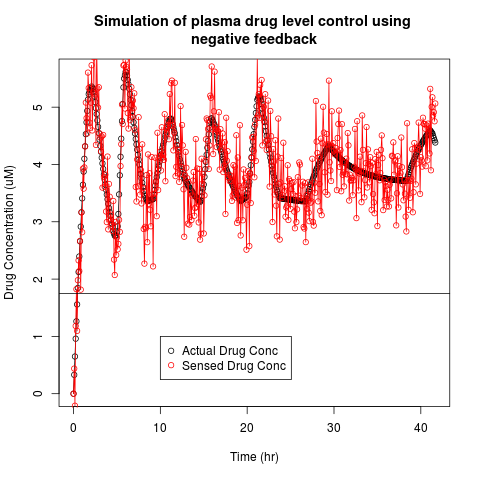 Simulation of plasma drug level control using
negative feedback
Drug Concentration (uM)
5
4
3
2
1
0
Actual Drug Conc
Sensed Drug Conc
0 10 20 30 40
Time (hr)